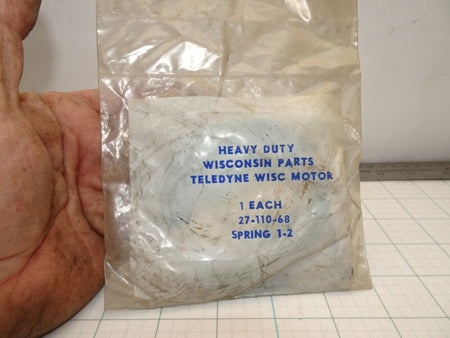 HEAVY DUTY
WISCONSIN PARTS
TELEDYNE WISC MOTOR
1 EACH
27-110-68
SPRING 1-2